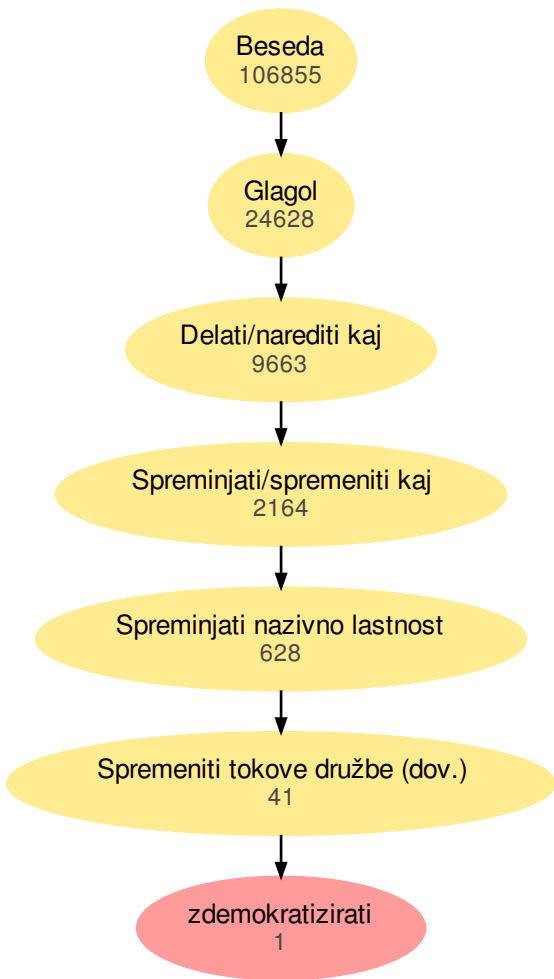 Beseda
106855
Glagol
24628
Delati/narediti kaj
9663
Spreminjati/spremeniti kaj
2164
Spreminjati nazivno lastnost
628
Spremeniti tokove družbe (dov.)
41
zdemokratizirati
1